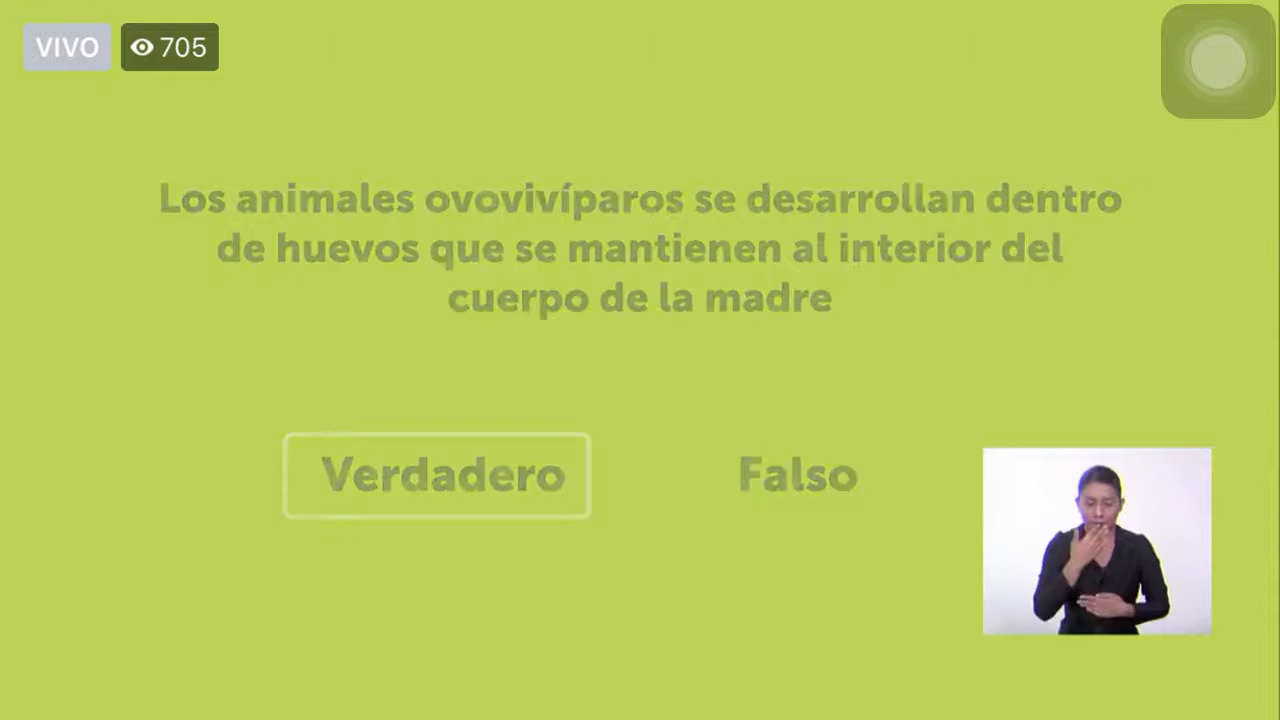 VIVO 705
Los animales ovovivíparos se desarrollan dentro
de huevos que se mantienen al interior del
cuerpo de la madre
Verdadero Falso